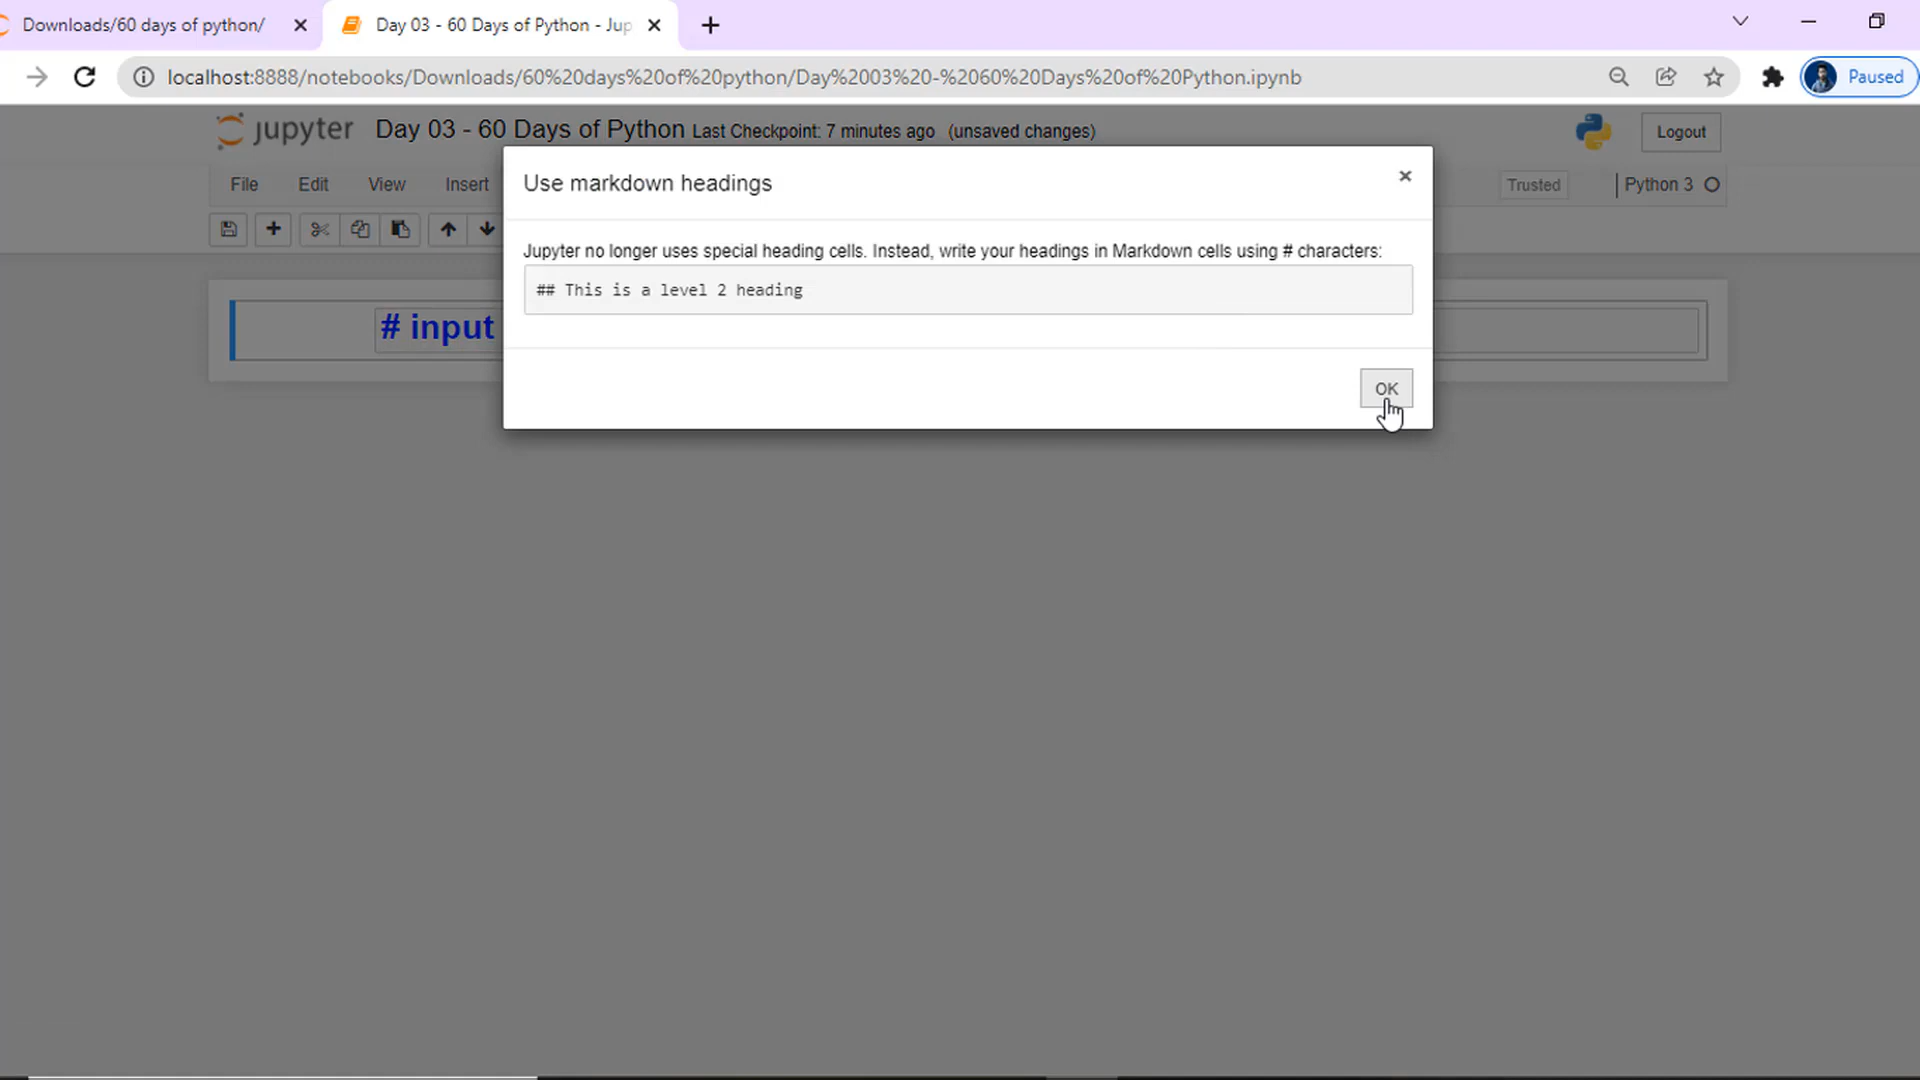 Downloads/60 days of python/
Day 03 - 60 Days of Python - Jup
localhost:8888/notebooks/Downloads/60%20days%20of%20python/Day%2003%20-%2060%20Days%20of%20Python.ipynb
Paused
jupyter Day 03 - 60 Days of Python Last Checkpoint: 7 minutes ago (unsaved changes)
Logout
File Edit View Insert
Trusted
Python 3
Use markdown headings
Jupyter no longer uses special heading cells. Instead, write your headings in Markdown cells using # characters:
## This is a level 2 heading
# input
OK